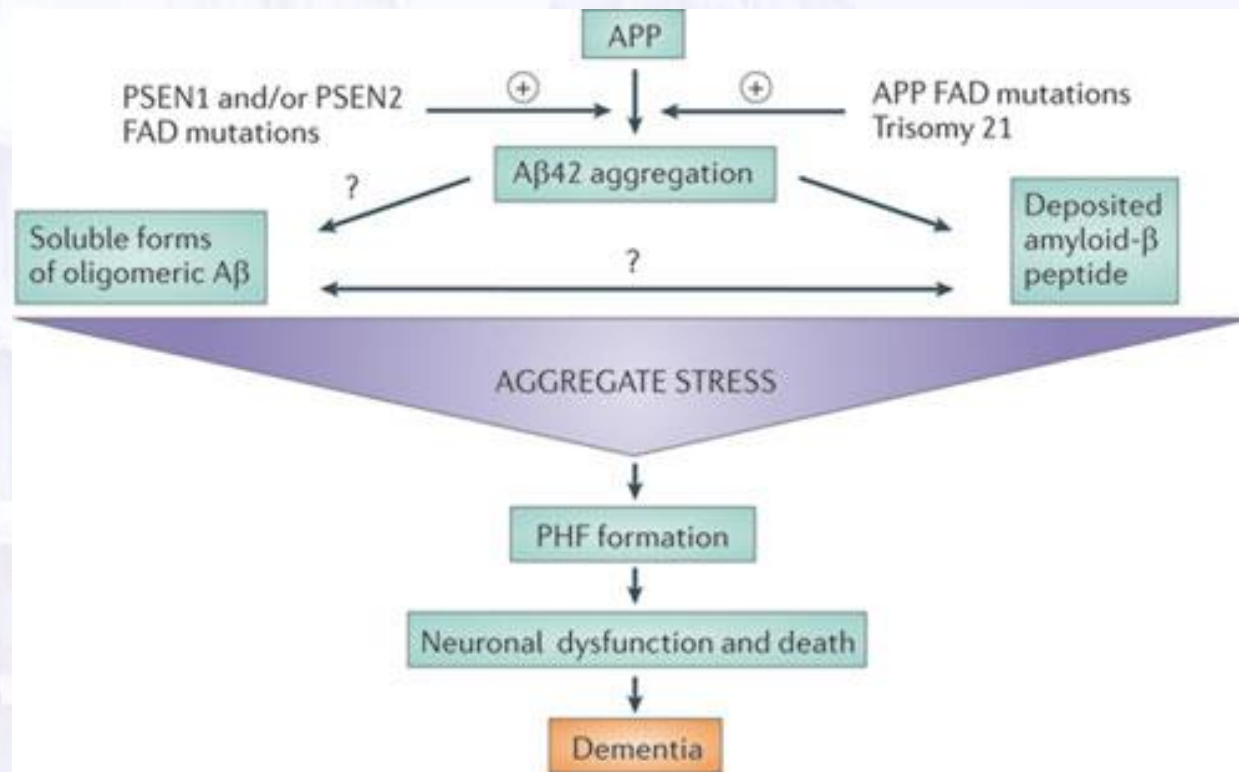 APP
PSEN1 and/or PSEN2
FAD mutations
+
+
APP FAD mutations
Trisomy 21
Aβ42 aggregation
?
Soluble forms
of oligomeric Aβ
?
Deposited
amyloid-β
peptide
AGGREGATE STRESS
PHF formation
Neuronal dysfunction and death
Dementia